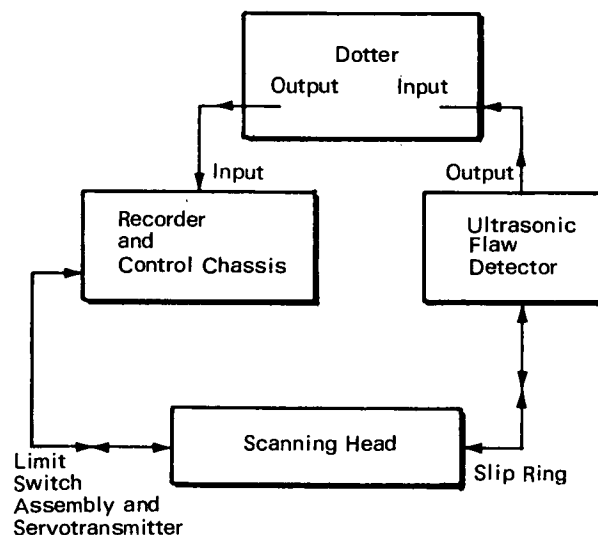 Dotter
Output Input
Input
Output
Recorder
and
Control Chassis
Ultrasonic
Flaw
Detector
Scanning Head
Limit
Switch
Assembly and
Servotransmitter
Slip Ring